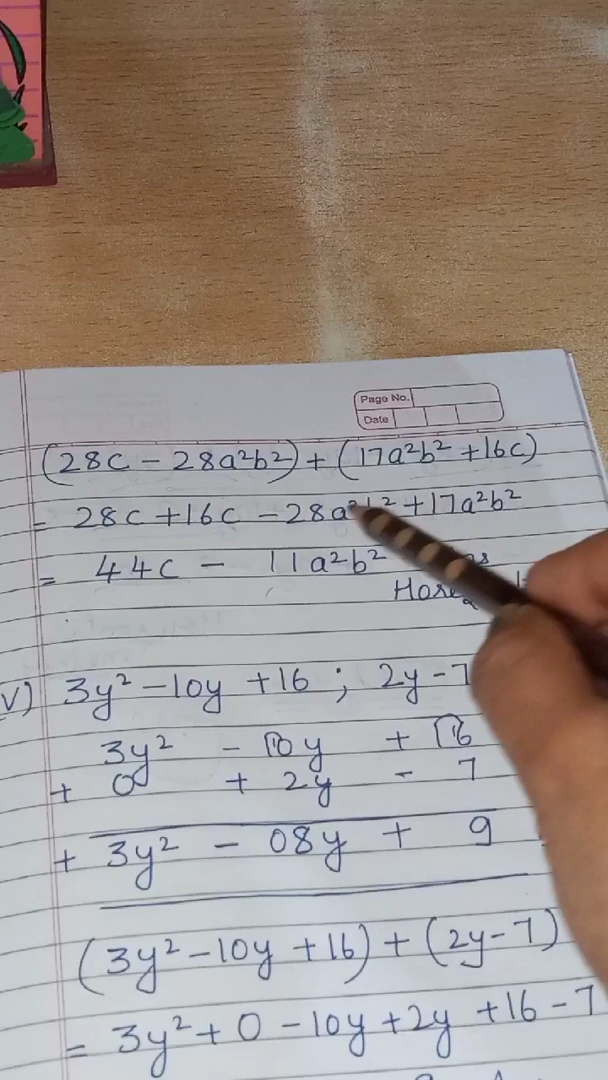 Page No.
Date
(28c - 28a²b²) + (17a²b² + 16c)
= 28c + 16c - 28a²b² + 17a²b²
= 44c - 11a²b²
v) 3y² - 10y + 16 ; 2y - 7
3y² - 10y + 16
+ 0 + 2y - 7
+ 3y² - 08y + 9
(3y² - 10y + 16) + (2y - 7)
= 3y² + 0 - 10y + 2y + 16 - 7